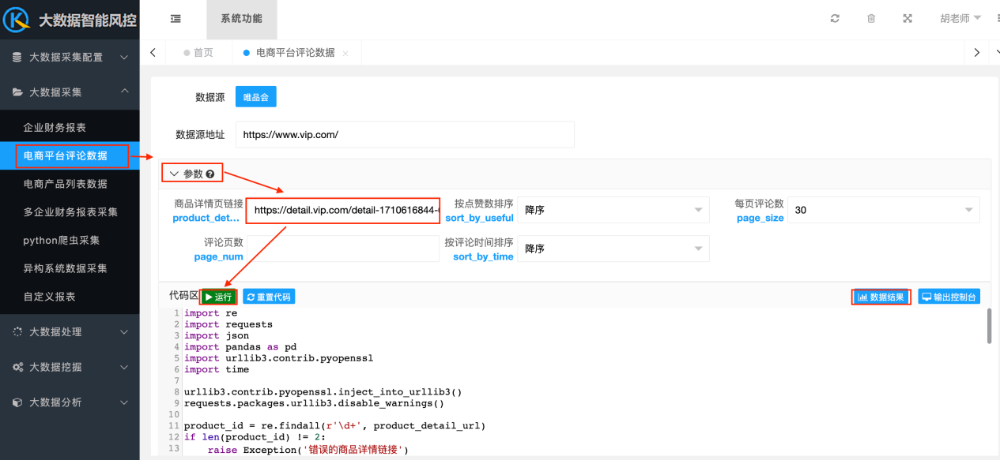 大数据智能风控
系统功能
胡老师
首页
电商平台评论数据
大数据采集配置
大数据采集
企业财务报表
电商平台评论数据
电商产品列表数据
多企业财务报表采集
python爬虫采集
异构系统数据采集
自定义报表
大数据处理
大数据挖掘
大数据分析
数据源 唯品会
数据源地址 https://www.vip.com/
参数
商品详情页链接 https://detail.vip.com/detail-1710616844- 按点赞数排序 降序 每页评论数 30
product_det... sort_by_useful page_size
评论页数 按评论时间排序 降序
page_num sort_by_time
代码区 运行 重置代码 数据结果 输出控制台
1 import re
2 import requests
3 import json
4 import pandas as pd
5 import urllib3.contrib.pyopenssl
6 import time
7
8 urllib3.contrib.pyopenssl.inject_into_urllib3()
9 requests.packages.urllib3.disable_warnings()
10
11 product_id = re.findall(r'\d+', product_detail_url)
12 if len(product_id) != 2:
13 raise Exception('错误的商品详情链接')